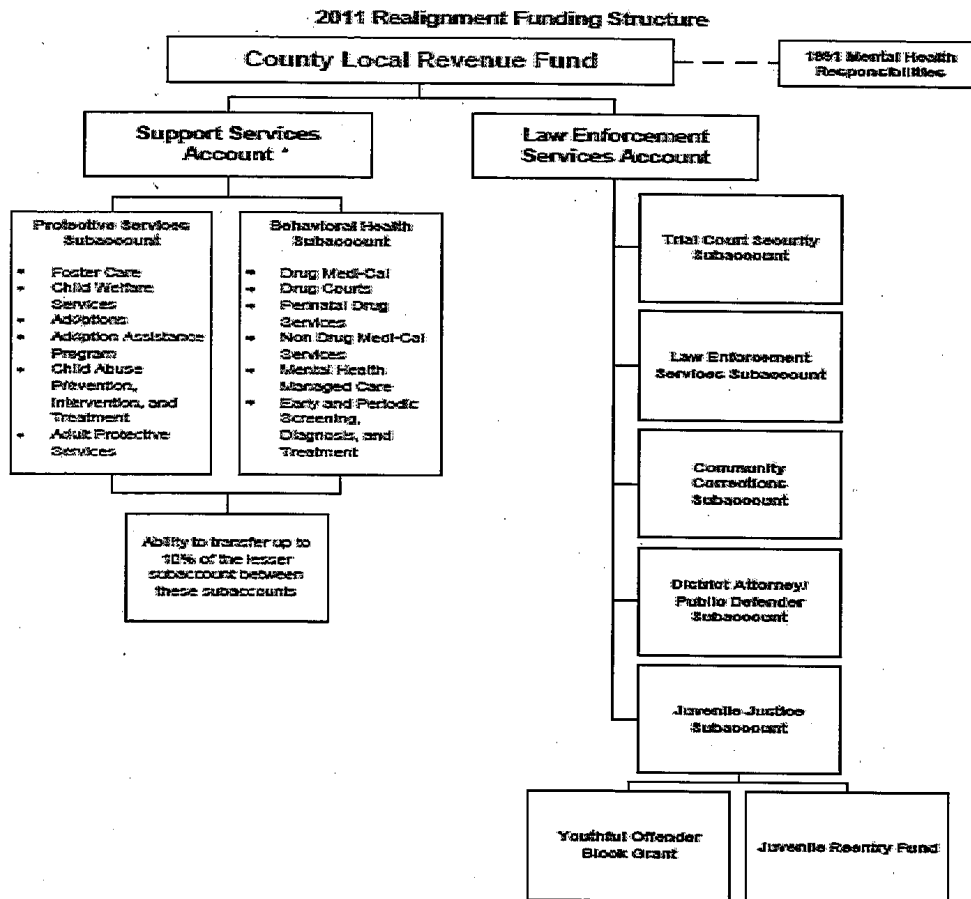 2011 Realignment Funding Structure
County Local Revenue Fund
1991 Mental Health
Responsibilities
Support Services
Account *
Law Enforcement
Services Account
Protective Services
Subaccount
• Foster Care
• Child Welfare
Services
• Adoptions
• Adoption Assistance
Program
• Child Abuse
Prevention,
Intervention, and
Treatment
• Adult Protective
Services
Behavioral Health
Subaccount
• Drug Medi-Cal
• Drug Courts
• Perinatal Drug
Services
• Non Drug Medi-Cal
Services
• Mental Health
Managed Care
• Early and Periodic
Screening,
Diagnosis, and
Treatment
Ability to transfer up to
10% of the lesser
subaccount between
these subaccounts
Trial Court Security
Subaccount
Law Enforcement
Services Subaccount
Community
Corrections
Subaccount
District Attorney/
Public Defender
Subaccount
Juvenile Justice
Subaccount
Youthful Offender
Block Grant
Juvenile Reentry Fund